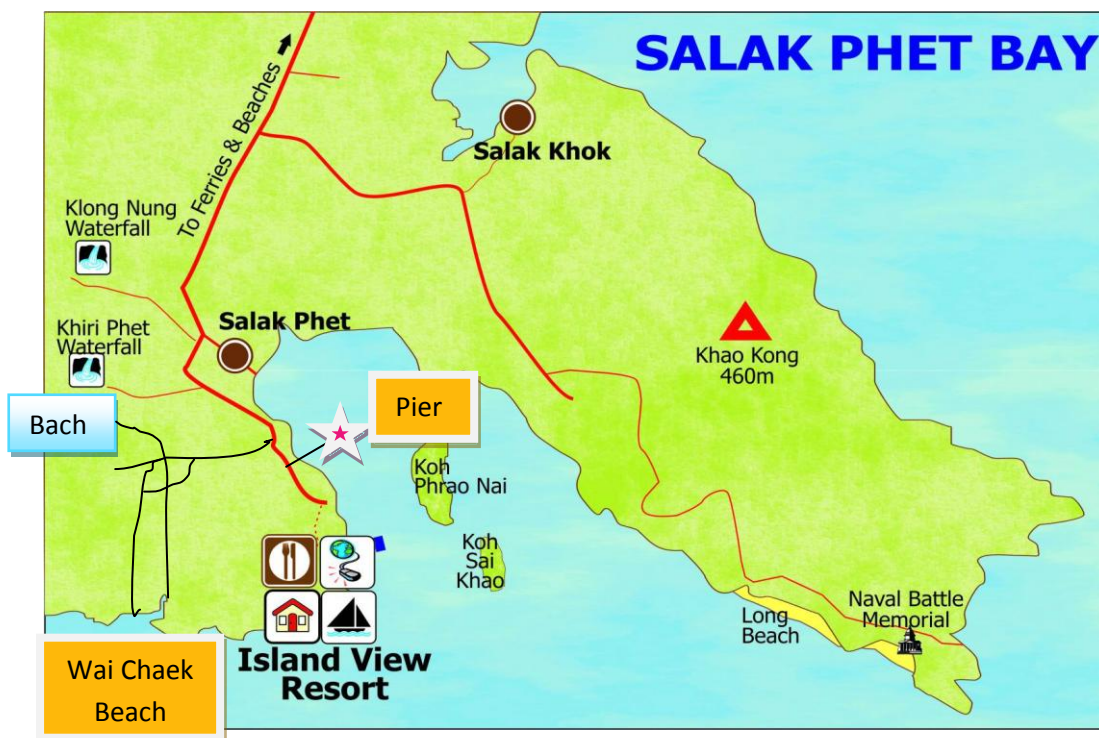 SALAK PHET BAY
To Ferries & Beaches
Salak Khok
Klong Nung
Waterfall
Salak Phet
Khiri Phet
Waterfall
Khao Kong
460m
Bach
Pier
Koh
Phrao Nai
Koh
Sai
Khao
Long
Beach
Naval Battle
Memorial
Island View
Resort
Wai Chaek
Beach